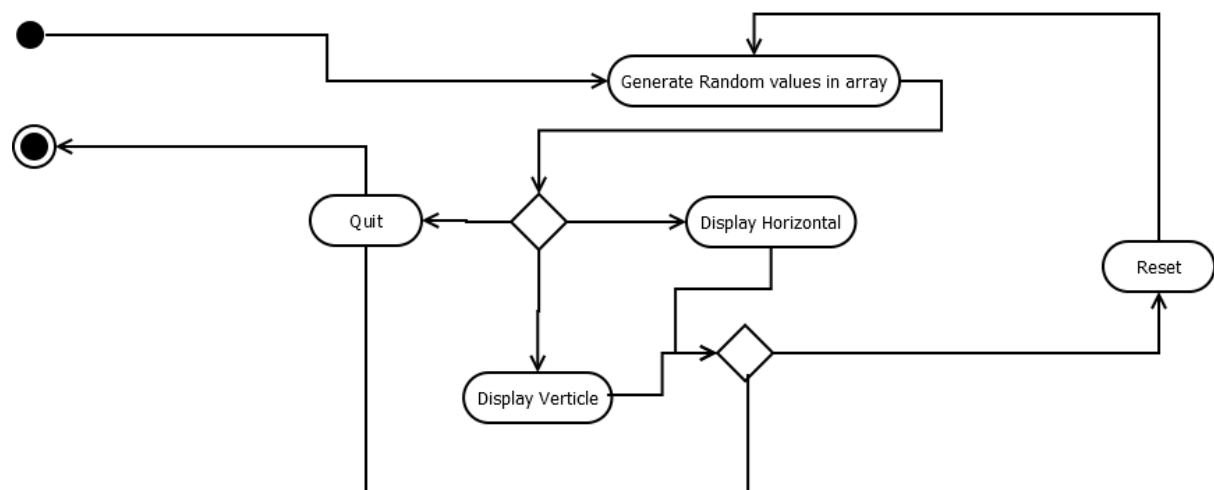 Generate Random values in array
Quit
Display Horizontal
Reset
Display Verticle